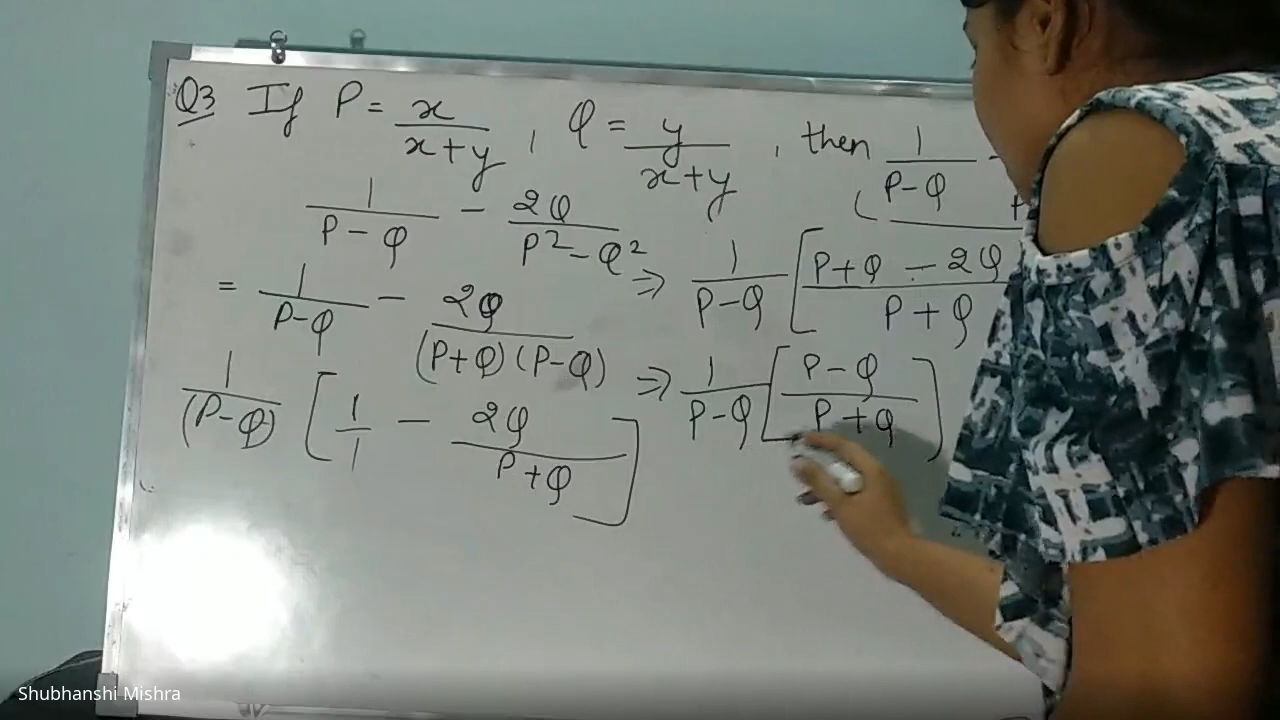 Q3 If P = x/(x+y) , Q = y/(x+y) , then 1/(P-Q) -
1/(P-Q) - 2Q/(P²-Q²)
= 1/(P-Q) - 2Q/((P+Q)(P-Q))
1/(P-Q) [1/1 - 2Q/(P+Q)]
⇒ 1/(P-Q) [(P+Q-2Q)/(P+Q)
⇒ 1/(P-Q) [(P-Q)/(P+Q)]
Shubhanshi Mishra